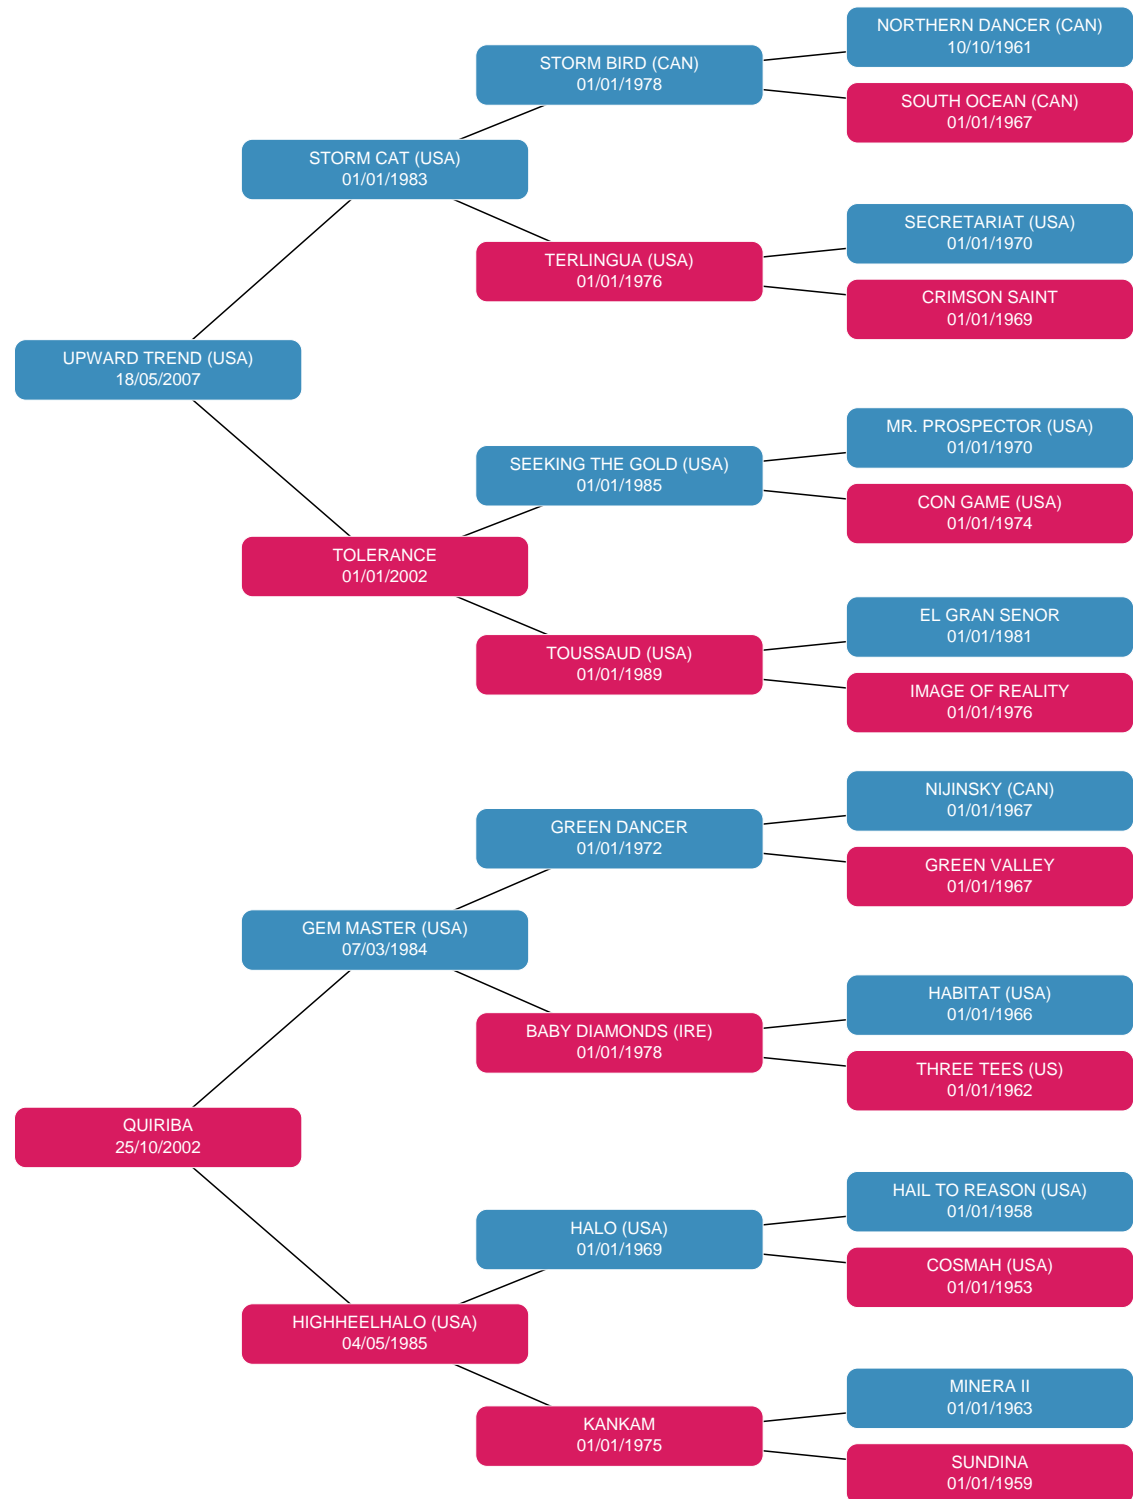 NORTHERN DANCER (CAN)
10/10/1961
STORM BIRD (CAN)
01/01/1978
SOUTH OCEAN (CAN)
01/01/1967
STORM CAT (USA)
01/01/1983
SECRETARIAT (USA)
01/01/1970
TERLINGUA (USA)
01/01/1976
CRIMSON SAINT
01/01/1969
UPWARD TREND (USA)
18/05/2007
MR. PROSPECTOR (USA)
01/01/1970
SEEKING THE GOLD (USA)
01/01/1985
CON GAME (USA)
01/01/1974
TOLERANCE
01/01/2002
EL GRAN SENOR
01/01/1981
TOUSSAUD (USA)
01/01/1989
IMAGE OF REALITY
01/01/1976
NIJINSKY (CAN)
01/01/1967
GREEN DANCER
01/01/1972
GREEN VALLEY
01/01/1967
GEM MASTER (USA)
07/03/1984
HABITAT (USA)
01/01/1966
BABY DIAMONDS (IRE)
01/01/1978
THREE TEES (US)
01/01/1962
QUIRIBA
25/10/2002
HAIL TO REASON (USA)
01/01/1958
HALO (USA)
01/01/1969
COSMAH (USA)
01/01/1953
HIGHHEELHALO (USA)
04/05/1985
MINERA II
01/01/1963
KANKAM
01/01/1975
SUNDINA
01/01/1959